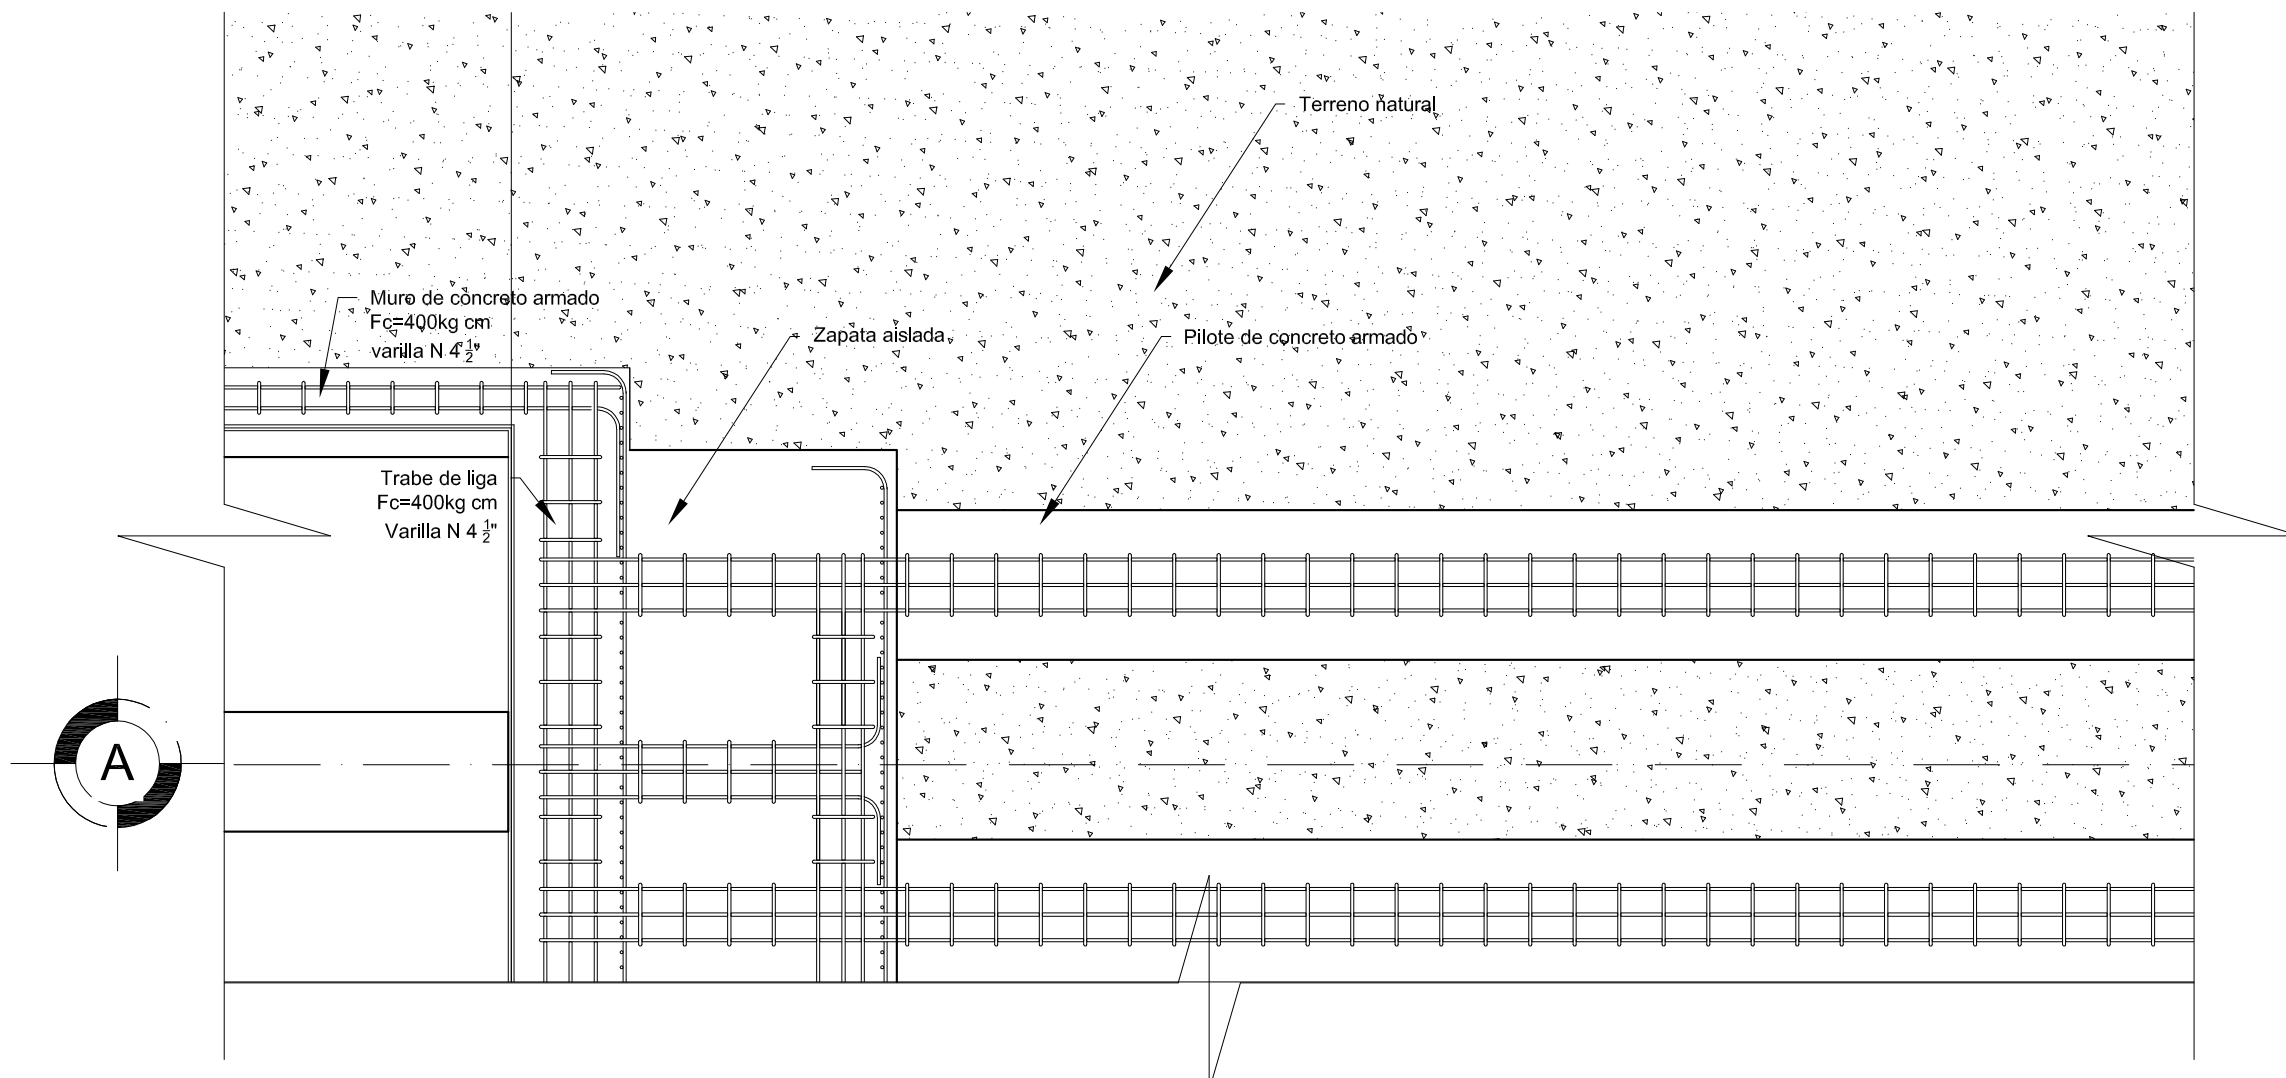 Terreno natural
Muro de concreto armado
Fc=400kg cm
varilla N 4 1/2"
Zapata aislada
Pilote de concreto armado
Trabe de liga
Fc=400kg cm
Varilla N 4 1/2"
A